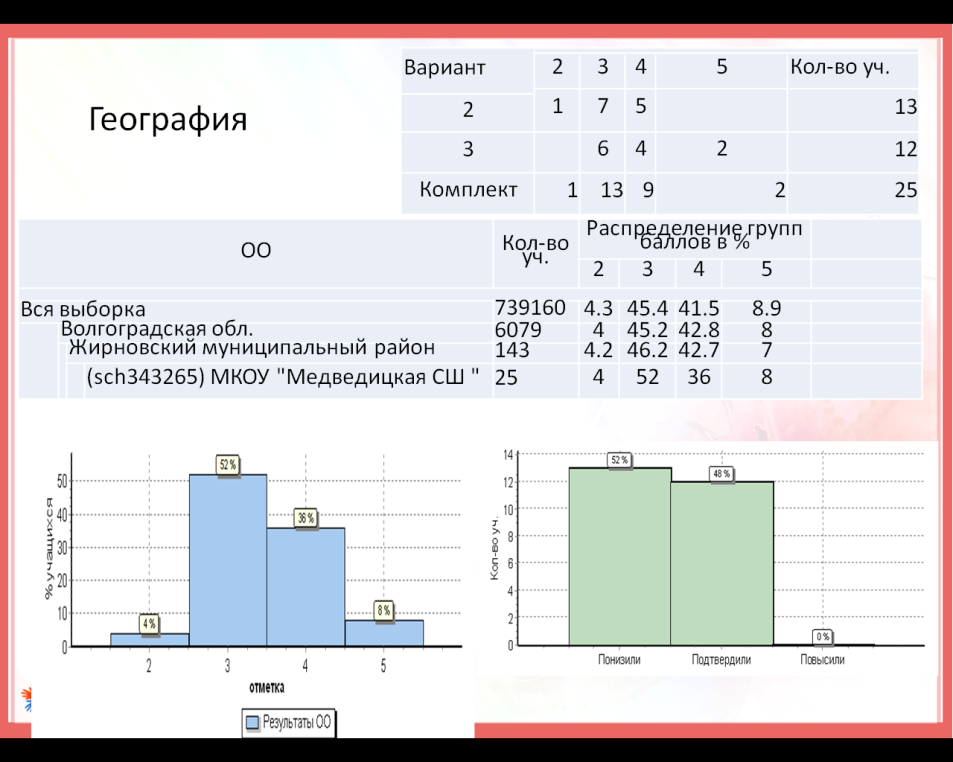 География
Вариант 2 3 4 5 Кол-во уч.
2 1 7 5 13
3 6 4 2 12
Комплект 1 13 9 2 25
ОО Кол-во уч. Распределение групп баллов в %
2 3 4 5
Вся выборка 739160 4.3 45.4 41.5 8.9
Волгоградская обл. 6079 4 45.2 42.8 8
Жирновский муниципальный район 143 4.2 46.2 42.7 7
(sch343265) МКОУ "Медведицкая СШ " 25 4 52 36 8
% учащихся
50
40
30
20
10
0
4 %
52 %
36 %
8 %
2 3 4 5
отметка
Результаты ОО
Кол-во уч.
14
12
10
8
6
4
2
0
52 %
48 %
0 %
Понизили Подтвердили Повысили